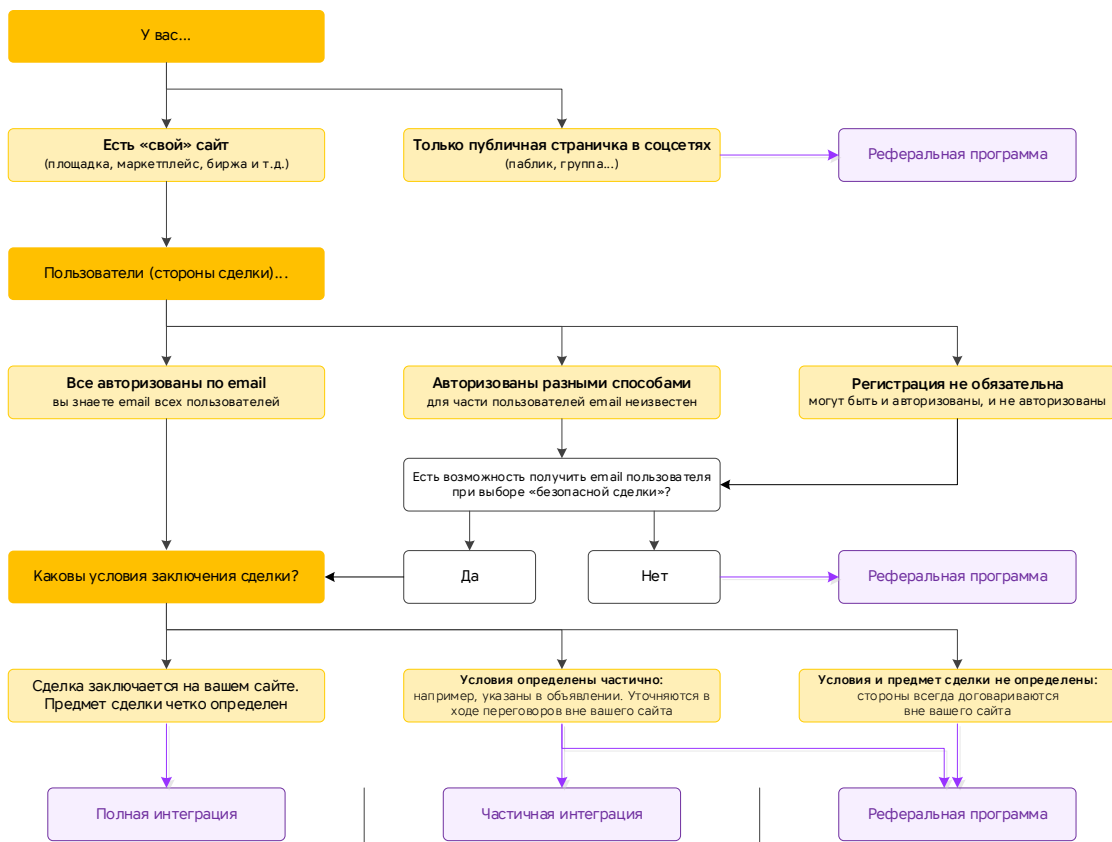 У вас...
Есть «свой» сайт
(площадка, маркетплейс, биржа и т.д.)
Только публичная страничка в соцсетях
(паблик, группа...)
Реферальная программа
Пользователи (стороны сделки)...
Все авторизованы по email
вы знаете email всех пользователей
Авторизованы разными способами
для части пользователей email неизвестен
Регистрация не обязательна
могут быть и авторизованы, и не авторизованы
Есть возможность получить email пользователя
при выборе «безопасной сделки»?
Каковы условия заключения сделки?
Да
Нет
Реферальная программа
Сделка заключается на вашем сайте.
Предмет сделки четко определен
Условия определены частично:
например, указаны в объявлении. Уточняются в
ходе переговоров вне вашего сайта
Условия и предмет сделки не определены:
стороны всегда договариваются
вне вашего сайта
Полная интеграция
Частичная интеграция
Реферальная программа